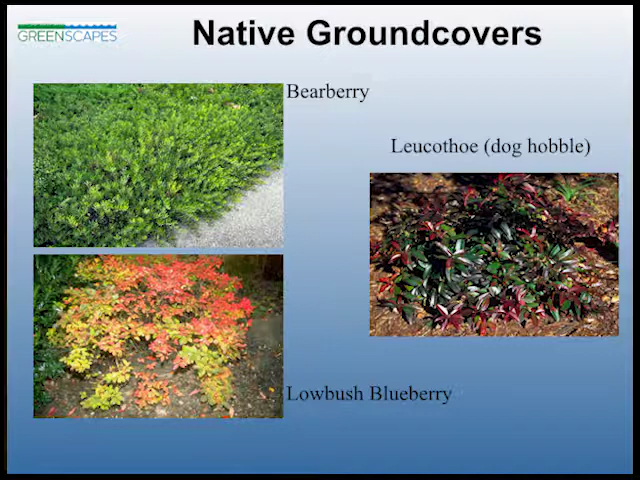 GREENSCAPES
Native Groundcovers
Bearberry
Leucothoe (dog hobble)
Lowbush Blueberry